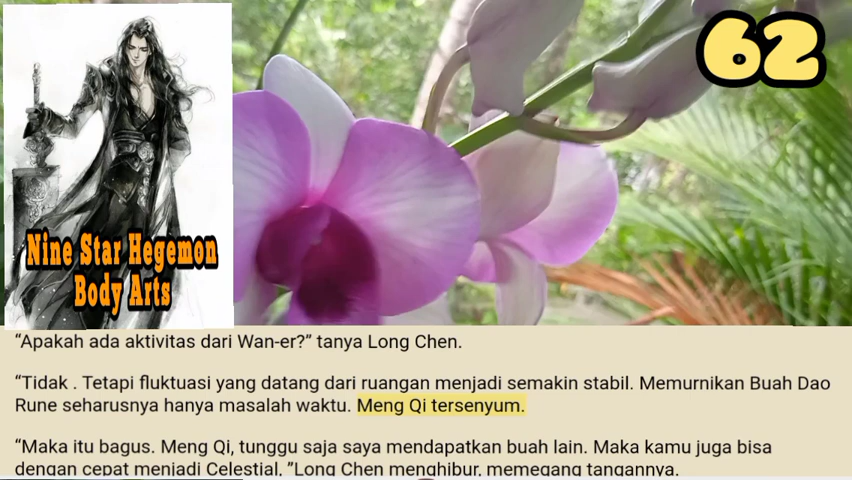 62
Nine Star Hegemon
Body Arts
“Apakah ada aktivitas dari Wan-er?” tanya Long Chen.
“Tidak . Tetapi fluktuasi yang datang dari ruangan menjadi semakin stabil. Memurnikan Buah Dao
Rune seharusnya hanya masalah waktu. Meng Qi tersenyum.
“Maka itu bagus. Meng Qi, tunggu saja saya mendapatkan buah lain. Maka kamu juga bisa
dengan cepat menjadi Celestial, ”Long Chen menghibur, memegang tangannya.